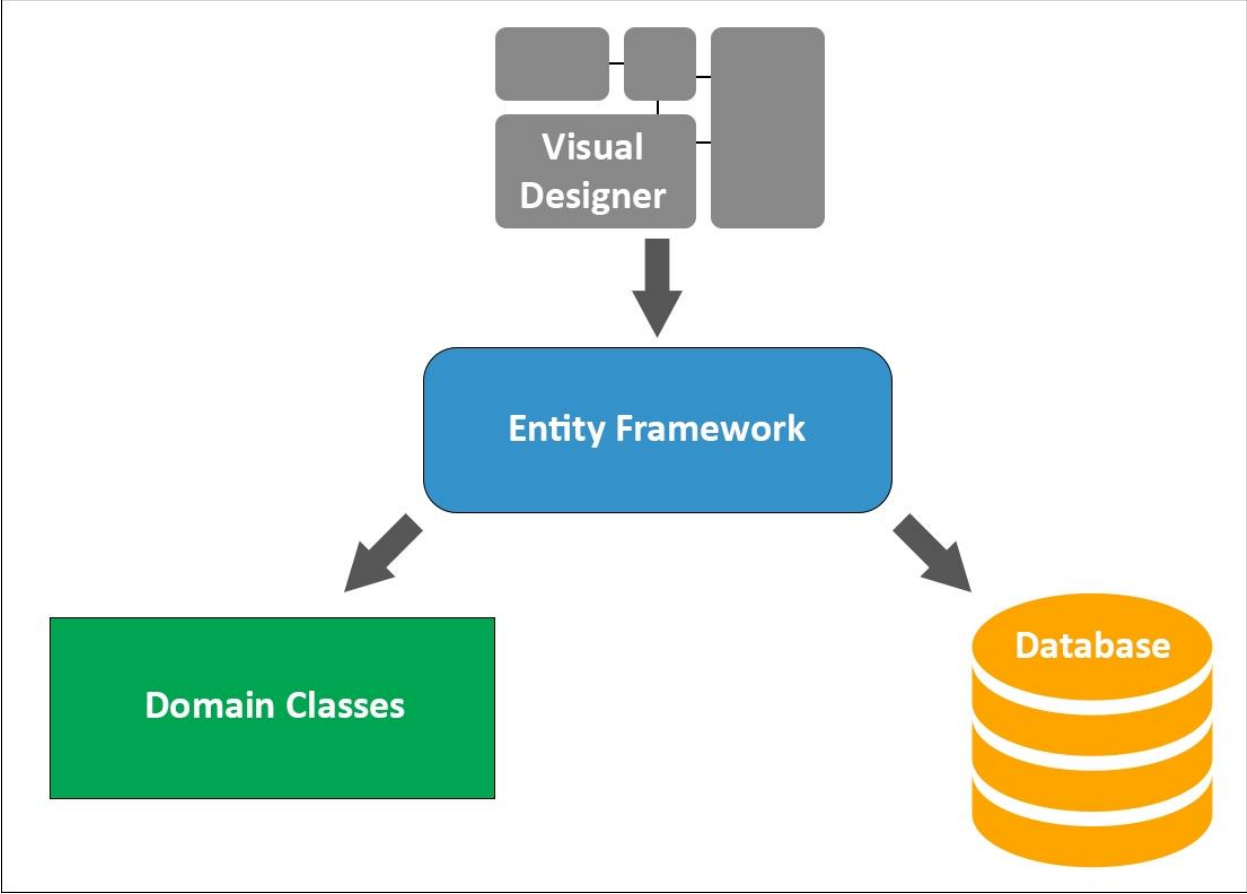 Visual
Designer
Entity Framework
Domain Classes
Database